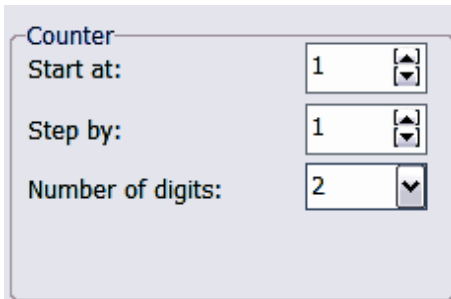 Counter
Start at: 1
Step by: 1
Number of digits: 2